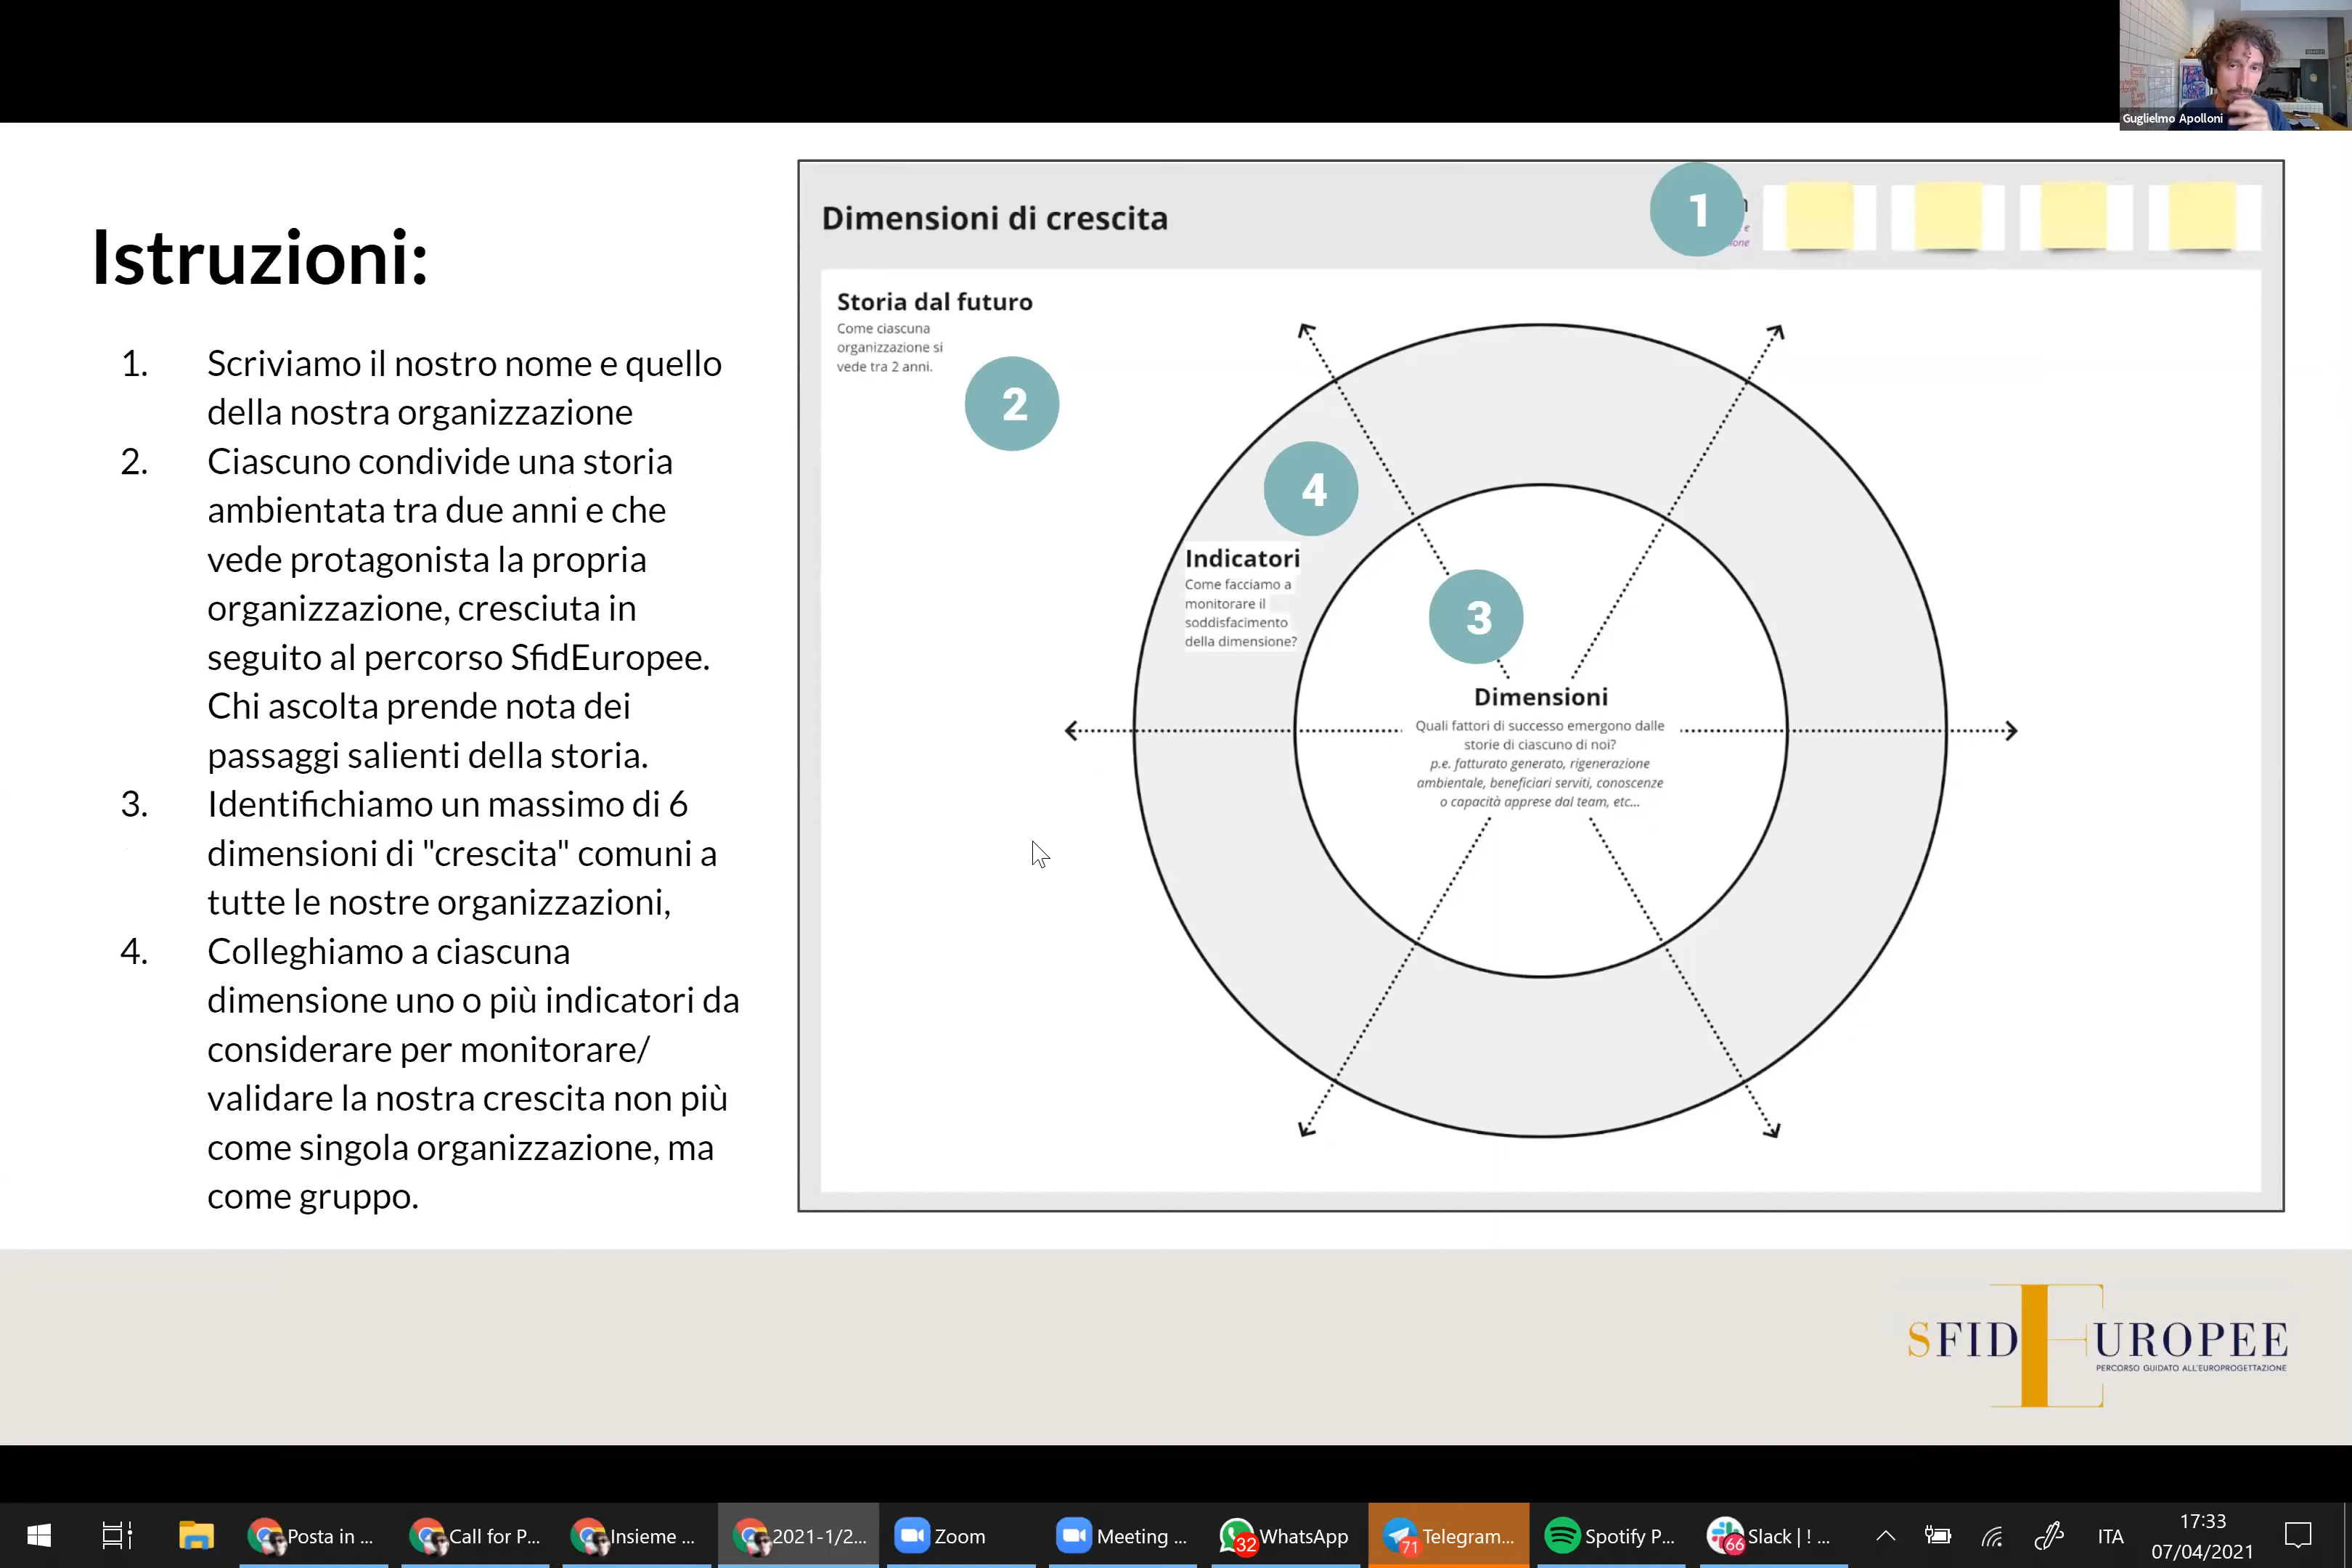 Guglielmo Apolloni
Istruzioni:
1. Scriviamo il nostro nome e quello
della nostra organizzazione
2. Ciascuno condivide una storia
ambientata tra due anni e che
vede protagonista la propria
organizzazione, cresciuta in
seguito al percorso SfidEuropee.
Chi ascolta prende nota dei
passaggi salienti della storia.
3. Identifichiamo un massimo di 6
dimensioni di "crescita" comuni a
tutte le nostre organizzazioni,
4. Colleghiamo a ciascuna
dimensione uno o più indicatori da
considerare per monitorare/
validare la nostra crescita non più
come singola organizzazione, ma
come gruppo.
Dimensioni di crescita
1
Storia dal futuro
Come ciascuna
organizzazione si
vede tra 2 anni.
2
4
Indicatori
Come facciamo a
monitorare il
soddisfacimento
della dimensione?
3
Dimensioni
Quali fattori di successo emergono dalle
storie di ciascuno di noi?
p.e. fatturato generato, rigenerazione
ambientale, beneficiari serviti, conoscenze
o capacità apprese dal team, etc...
SFIDEUROPEE
PERCORSO GUIDATO ALL'EUROPROGETTAZIONE
Posta in ...
Call for P...
Insieme ...
2021-1/2...
Zoom
Meeting ...
32
WhatsApp
71
Telegram...
Spotify P...
66
Slack | ! ...
ITA
17:33
07/04/2021